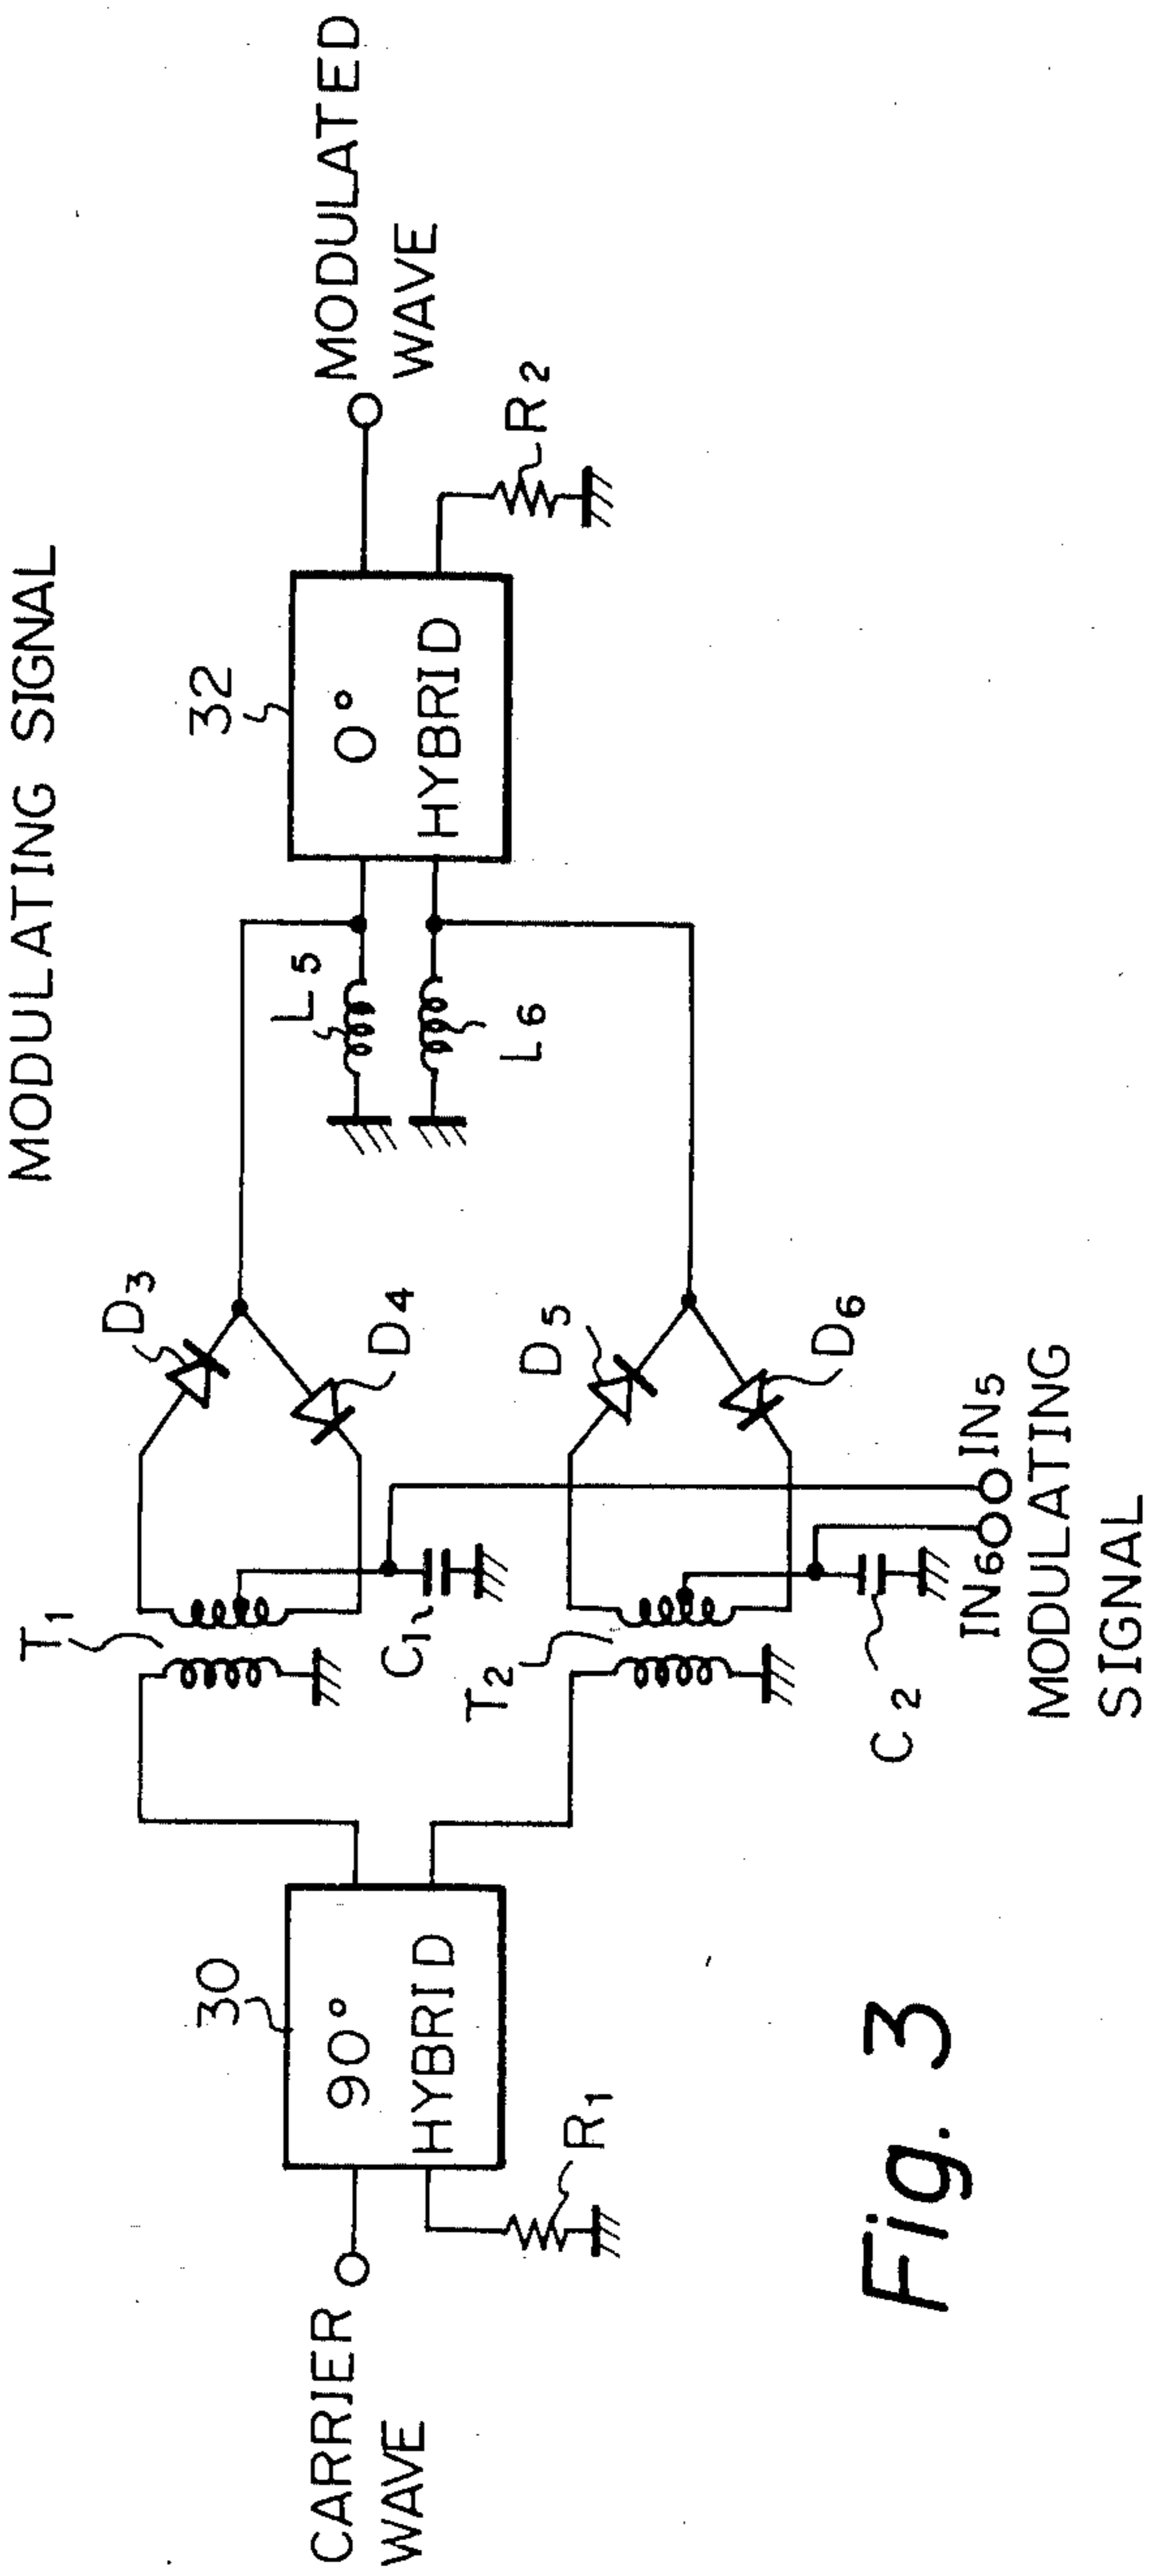 MODULATING SIGNAL
CARRIER
WAVE
30
90°
HYBRID
R1
T1
T2
C1
C2
D3
D4
D5
D6
IN6
IN5
MODULATING
SIGNAL
L5
L6
32
0°
HYBRID
R2
MODULATED
WAVE
Fig. 3